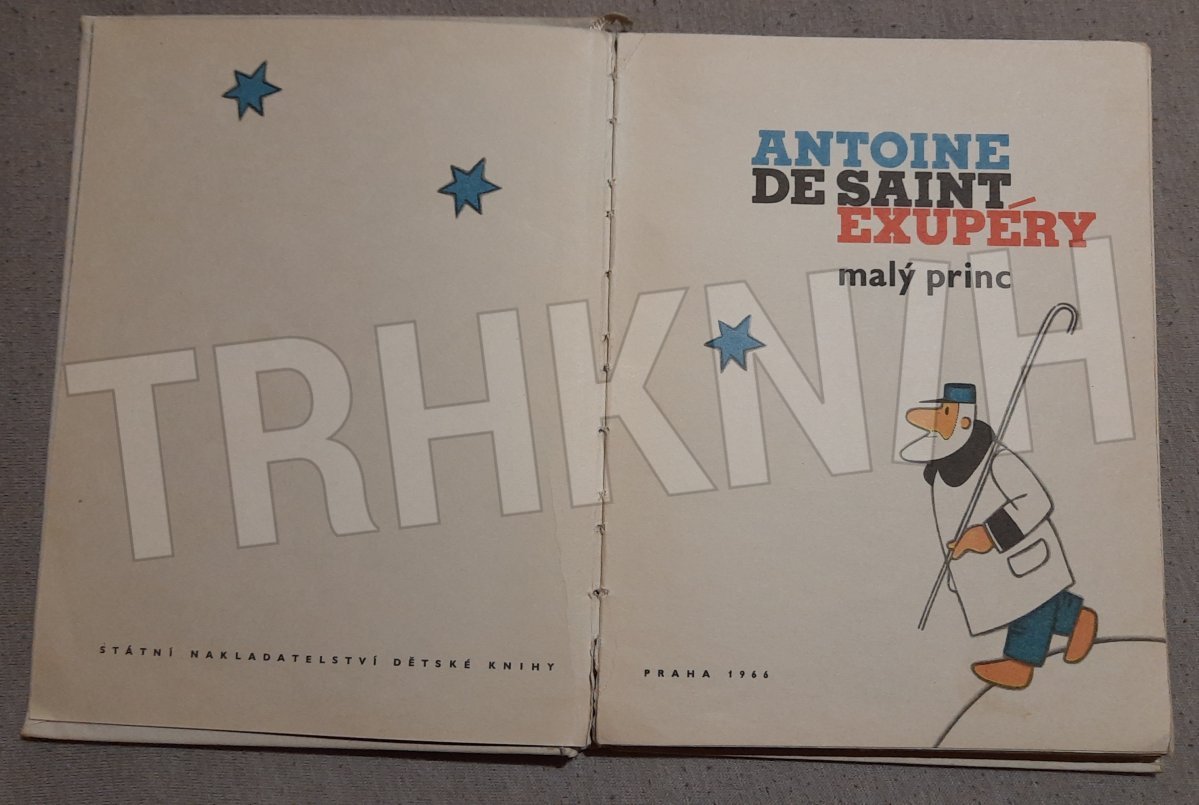 STÁTNÍ NAKLADATELSTVÍ DĚTSKÉ KNIHY
ANTOINE
DE SAINT
EXUPÉRY
malý princ
PRAHA 1966
TRHKNIH